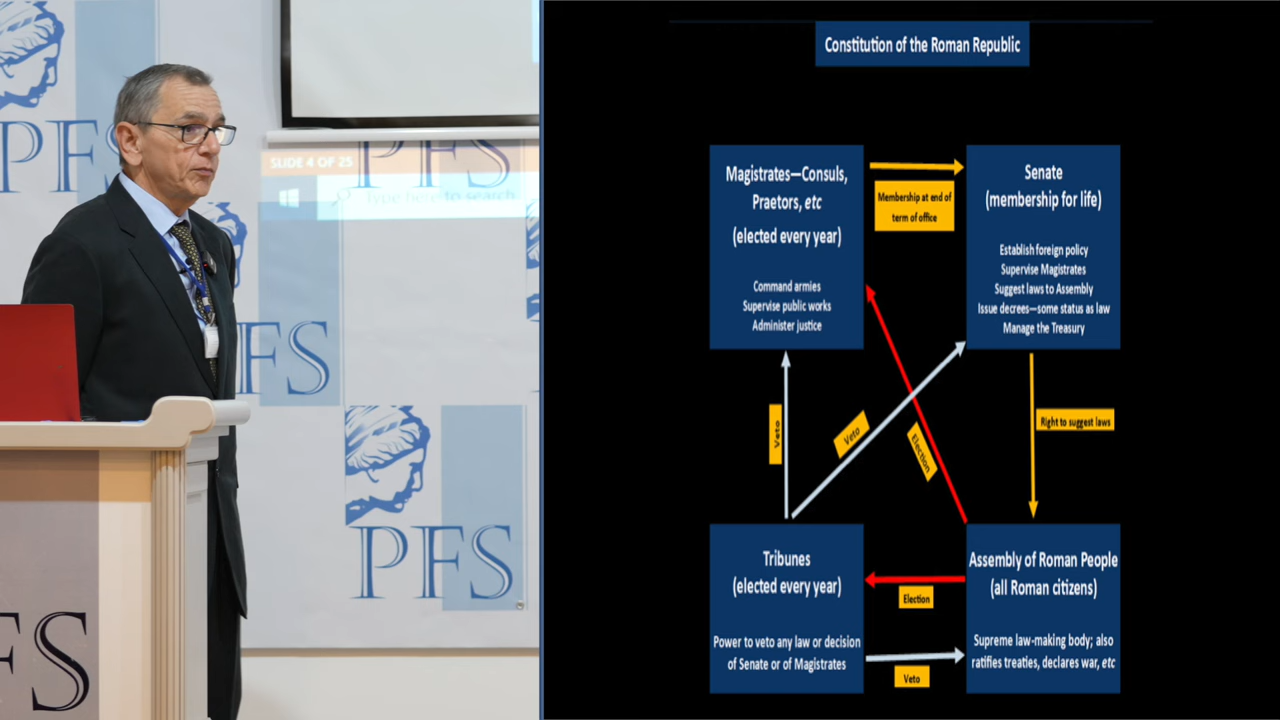 PFS
PFS
SLIDE 4 OF 25
Type here to search
FS
PFS
FS
Constitution of the Roman Republic
Magistrates—Consuls,
Praetors, etc
(elected every year)
Command armies
Supervise public works
Administer justice
Membership at end of
term of office
Senate
(membership for life)
Establish foreign policy
Supervise Magistrates
Suggest laws to Assembly
Issue decrees—some status as law
Manage the Treasury
Veto
Veto
Election
Right to suggest laws
Tribunes
(elected every year)
Power to veto any law or decision
of Senate or of Magistrates
Election
Veto
Assembly of Roman People
(all Roman citizens)
Supreme law-making body; also
ratifies treaties, declares war, etc